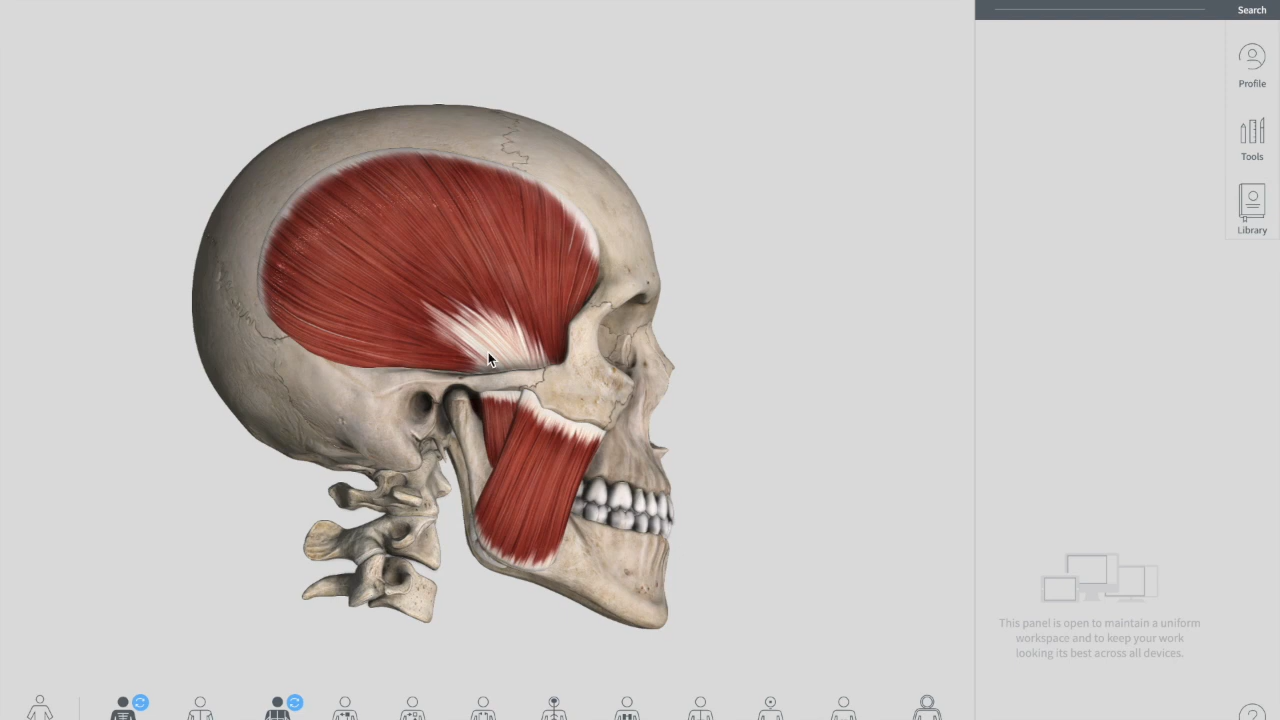 Search
Profile
Tools
Library
This panel is open to maintain a uniform
workspace and to keep your work
looking its best across all devices.